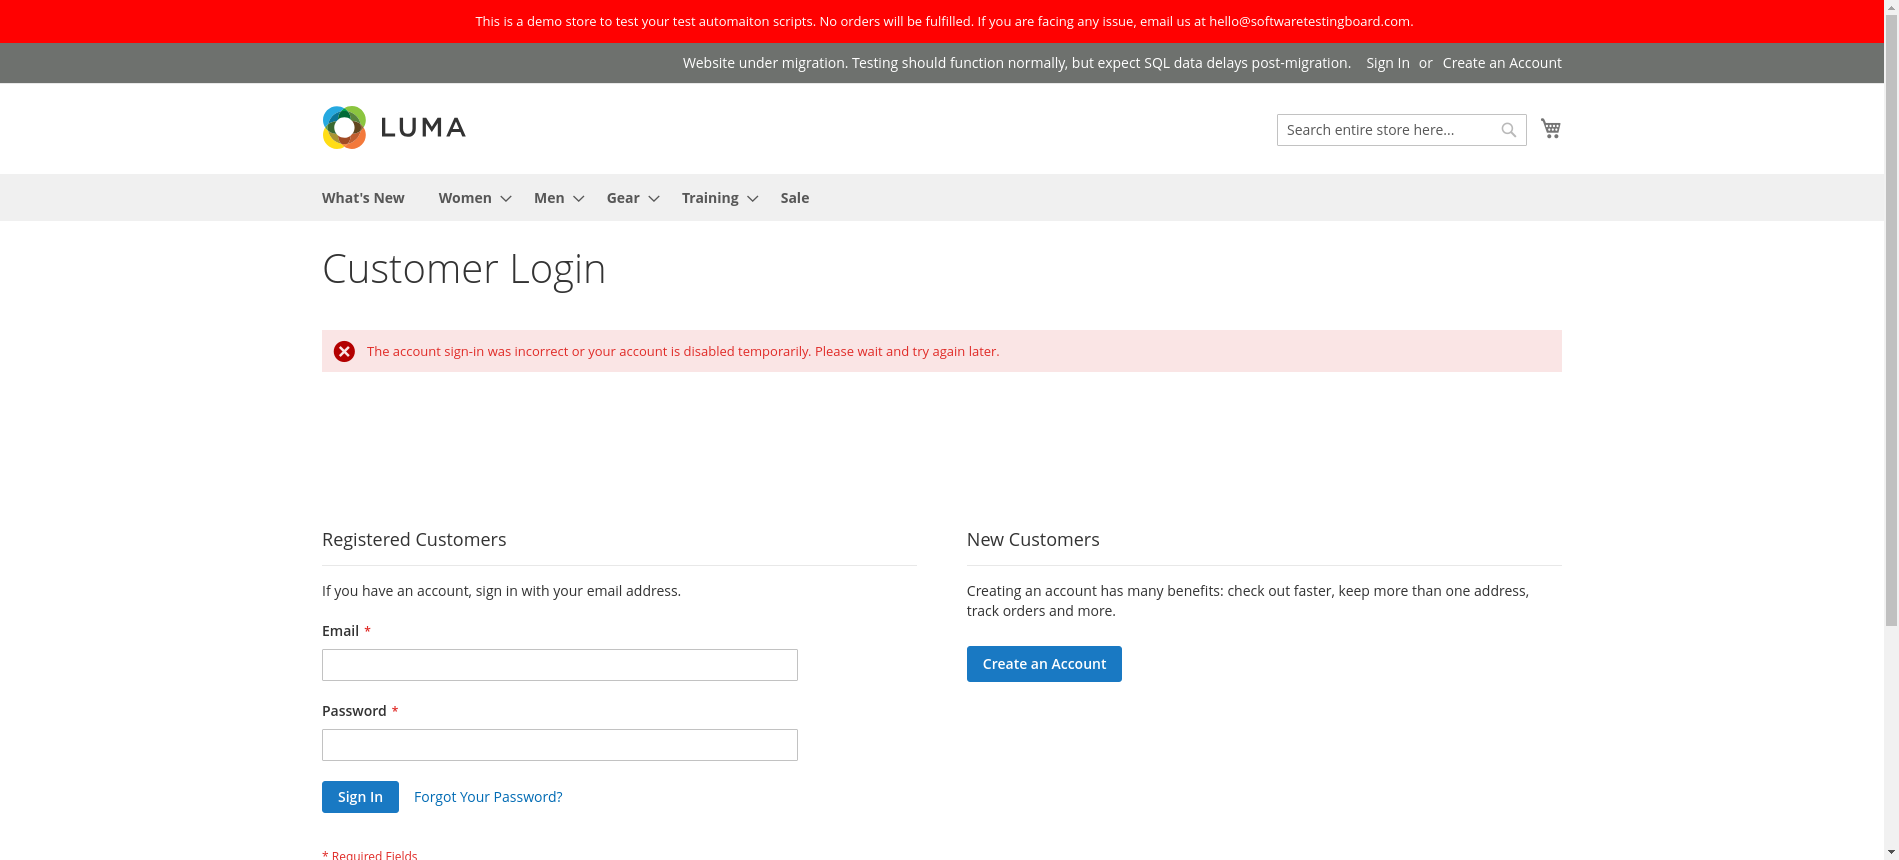 This is a demo store to test your test automaiton scripts. No orders will be fulfilled. If you are facing any issue, email us at hello@softwaretestingboard.com.
Website under migration. Testing should function normally, but expect SQL data delays post-migration. Sign In or Create an Account
LUMA
Search entire store here...
What's New Women Men Gear Training Sale
Customer Login
The account sign-in was incorrect or your account is disabled temporarily. Please wait and try again later.
Registered Customers
If you have an account, sign in with your email address.
Email *
Password *
Sign In Forgot Your Password?
* Required Fields
New Customers
Creating an account has many benefits: check out faster, keep more than one address,
track orders and more.
Create an Account